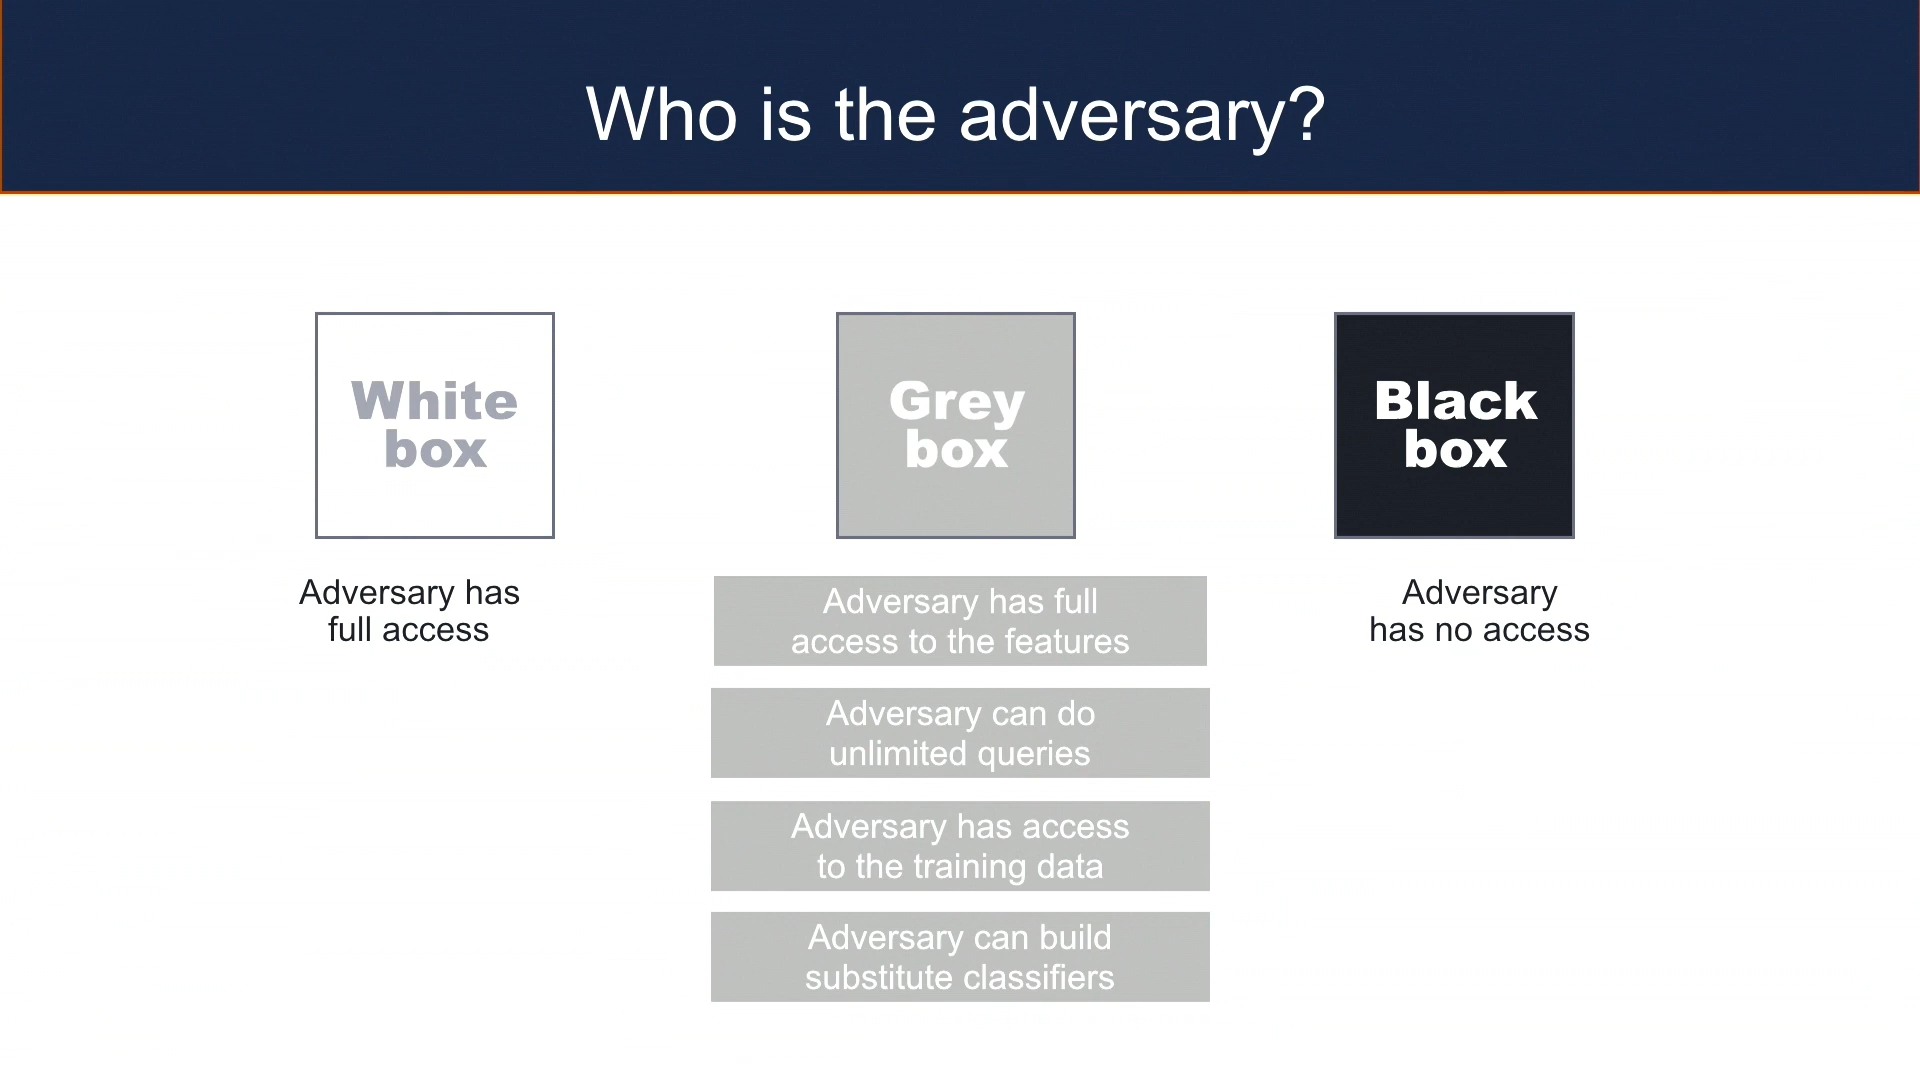 Who is the adversary?
White
box
Adversary has
full access
Grey
box
Adversary has full
access to the features
Adversary can do
unlimited queries
Adversary has access
to the training data
Adversary can build
substitute classifiers
Black
box
Adversary
has no access